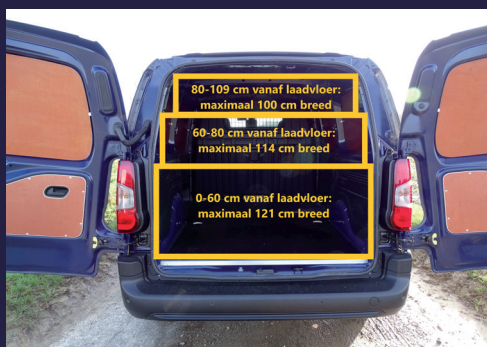 80-109 cm vanaf laadvloer:
maximaal 100 cm breed
60-80 cm vanaf laadvloer:
maximaal 114 cm breed
0-60 cm vanaf laadvloer:
maximaal 121 cm breed